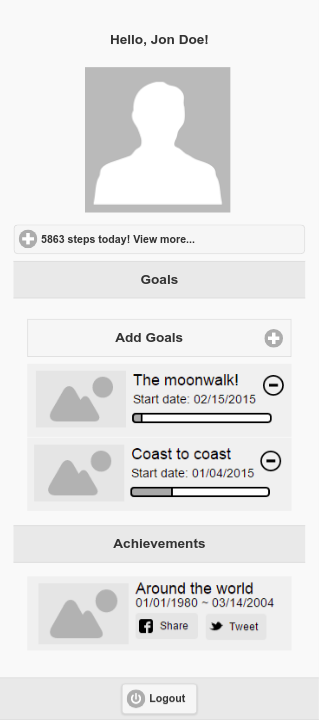 Hello, Jon Doe!
5863 steps today! View more...
Goals
Add Goals
The moonwalk!
Start date: 02/15/2015
Coast to coast
Start date: 01/04/2015
Achievements
Around the world
01/01/1980 ~ 03/14/2004
Share Tweet
Logout